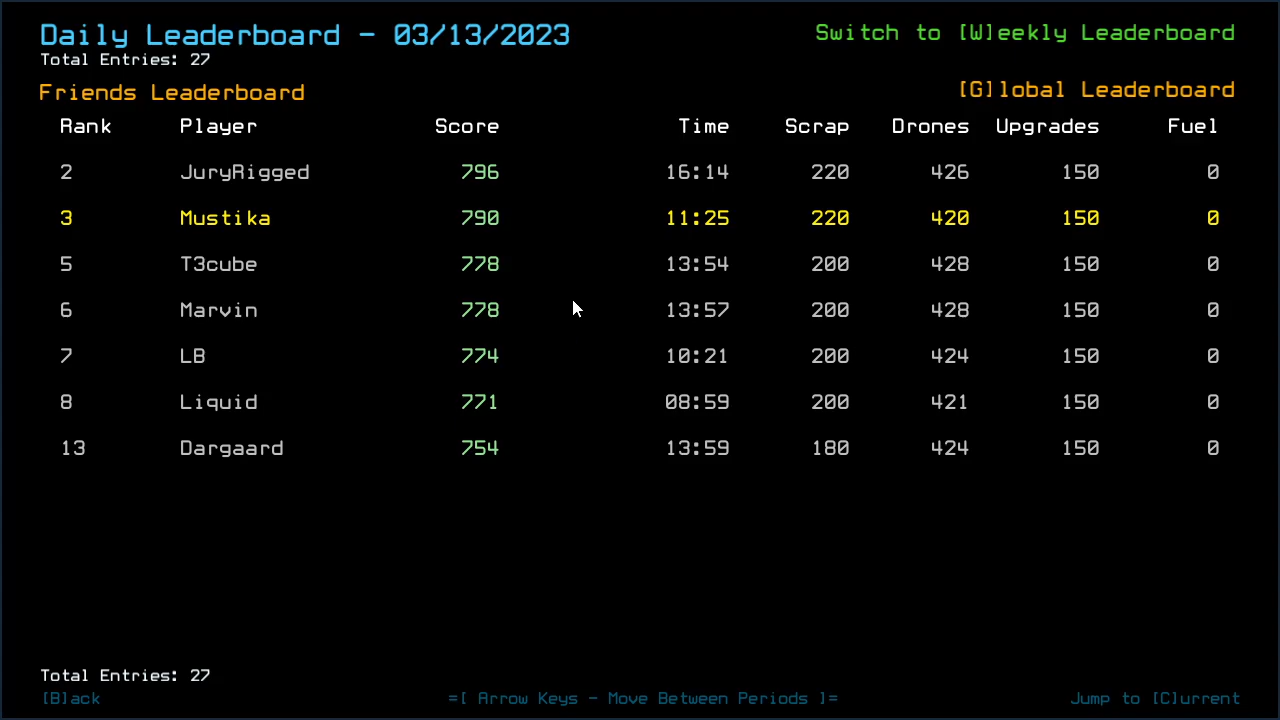 Daily Leaderboard - 03/13/2023 Switch to [W]eekly Leaderboard
Total Entries: 27
Friends Leaderboard [G]lobal Leaderboard
Rank Player Score Time Scrap Drones Upgrades Fuel
2 JuryRigged 796 16:14 220 426 150 0
3 Mustika 790 11:25 220 420 150 0
5 T3cube 778 13:54 200 428 150 0
6 Marvin 778 13:57 200 428 150 0
7 LB 774 10:21 200 424 150 0
8 Liquid 771 08:59 200 421 150 0
13 Dargaard 754 13:59 180 424 150 0
Total Entries: 27
[B]ack =[ Arrow Keys - Move Between Periods ]= Jump to [C]urrent